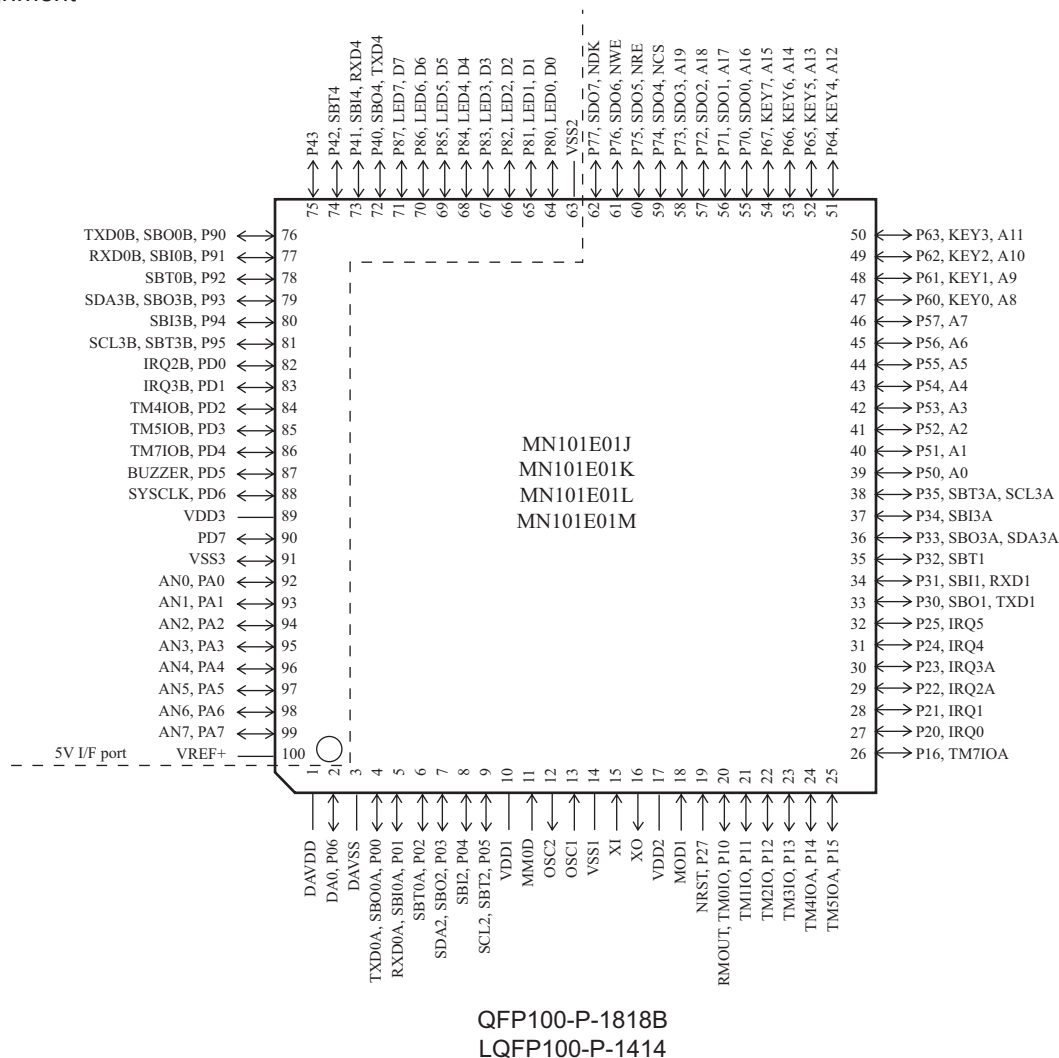 P43
P42, SBT4
P41, SBI4, RXD4
P40, SBO4, TXD4
P87, LED7, D7
P86, LED6, D6
P85, LED5, D5
P84, LED4, D4
P83, LED3, D3
P82, LED2, D2
P81, LED1, D1
P80, LED0, D0
VSS2
P77, SDO7, NDK
P76, SDO6, NWE
P75, SDO5, NRE
P74, SDO4, NCS
P73, SDO3, A19
P72, SDO2, A18
P71, SDO1, A17
P70, SDO0, A16
P67, KEY7, A15
P66, KEY6, A14
P65, KEY5, A13
P64, KEY4, A12
75
74
73
72
71
70
69
68
67
66
65
64
63
62
61
60
59
58
57
56
55
54
53
52
51
TXD0B, SBO0B, P90 76
RXD0B, SBI0B, P91 77
SBT0B, P92 78
SDA3B, SBO3B, P93 79
SBI3B, P94 80
SCL3B, SBT3B, P95 81
IRQ2B, PD0 82
IRQ3B, PD1 83
TM4IOB, PD2 84
TM5IOB, PD3 85
TM7IOB, PD4 86
BUZZER, PD5 87
SYSCLK, PD6 88
VDD3 89
PD7 90
VSS3 91
AN0, PA0 92
AN1, PA1 93
AN2, PA2 94
AN3, PA3 95
AN4, PA4 96
AN5, PA5 97
AN6, PA6 98
AN7, PA7 99
5V I/F port VREF+ 100
MN101E01J
MN101E01K
MN101E01L
MN101E01M
50 P63, KEY3, A11
49 P62, KEY2, A10
48 P61, KEY1, A9
47 P60, KEY0, A8
46 P57, A7
45 P56, A6
44 P55, A5
43 P54, A4
42 P53, A3
41 P52, A2
40 P51, A1
39 P50, A0
38 P35, SBT3A, SCL3A
37 P34, SBI3A
36 P33, SBO3A, SDA3A
35 P32, SBT1
34 P31, SBI1, RXD1
33 P30, SBO1, TXD1
32 P25, IRQ5
31 P24, IRQ4
30 P23, IRQ3A
29 P22, IRQ2A
28 P21, IRQ1
27 P20, IRQ0
26 P16, TM7IOA
1
2
3
4
5
6
7
8
9
10
11
12
13
14
15
16
17
18
19
20
21
22
23
24
25
DAVDD
DA0, P06
DAVSS
TXD0A, SBO0A, P00
RXD0A, SBI0A, P01
SBT0A, P02
SDA2, SBO2, P03
SBI2, P04
SCL2, SBT2, P05
VDD1
MM0D
OSC2
OSC1
VSS1
XI
XO
VDD2
MOD1
NRST, P27
RMOUT, TM0IO, P10
TM1IO, P11
TM2IO, P12
TM3IO, P13
TM4IOA, P14
TM5IOA, P15
QFP100-P-1818B
LQFP100-P-1414